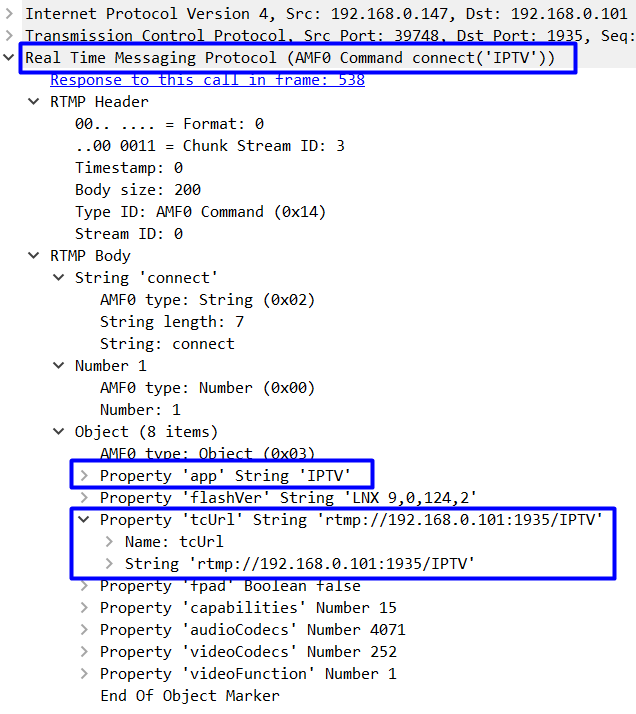 Internet Protocol Version 4, Src: 192.168.0.147, Dst: 192.168.0.101
Transmission Control Protocol, Src Port: 39748, Dst Port: 1935, Seq:
Real Time Messaging Protocol (AMF0 Command connect('IPTV'))
Response to this call in frame: 538
RTMP Header
00.. .... = Format: 0
..00 0011 = Chunk Stream ID: 3
Timestamp: 0
Body size: 200
Type ID: AMF0 Command (0x14)
Stream ID: 0
RTMP Body
String 'connect'
AMF0 type: String (0x02)
String length: 7
String: connect
Number 1
AMF0 type: Number (0x00)
Number: 1
Object (8 items)
AMF0 type: Object (0x03)
Property 'app' String 'IPTV'
Property 'flashVer' String 'LNX 9,0,124,2'
Property 'tcUrl' String 'rtmp://192.168.0.101:1935/IPTV'
Name: tcUrl
String 'rtmp://192.168.0.101:1935/IPTV'
Property 'fpad' Boolean false
Property 'capabilities' Number 15
Property 'audioCodecs' Number 4071
Property 'videoCodecs' Number 252
Property 'videoFunction' Number 1
End Of Object Marker